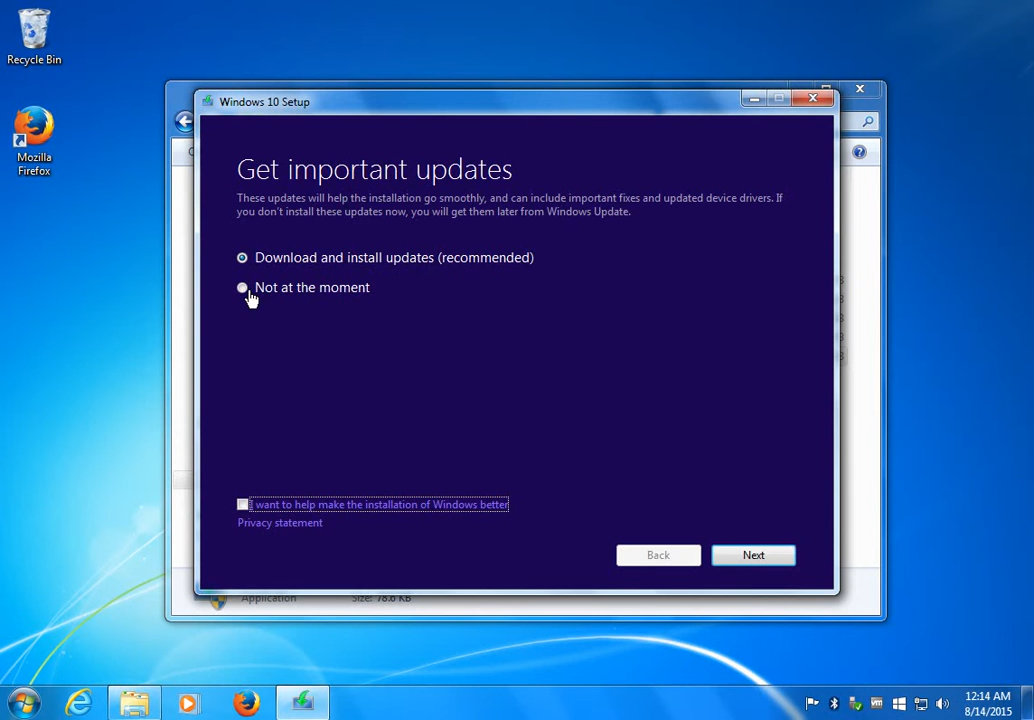 Recycle Bin
Mozilla
Firefox
Windows 10 Setup
Get important updates
These updates will help the installation go smoothly, and can include important fixes and updated device drivers. If
you don't install these updates now, you will get them later from Windows Update.
Download and install updates (recommended)
Not at the moment
I want to help make the installation of Windows better
Privacy statement
Back
Next
Application
Size: 78.6 KB
12:14 AM
8/14/2015